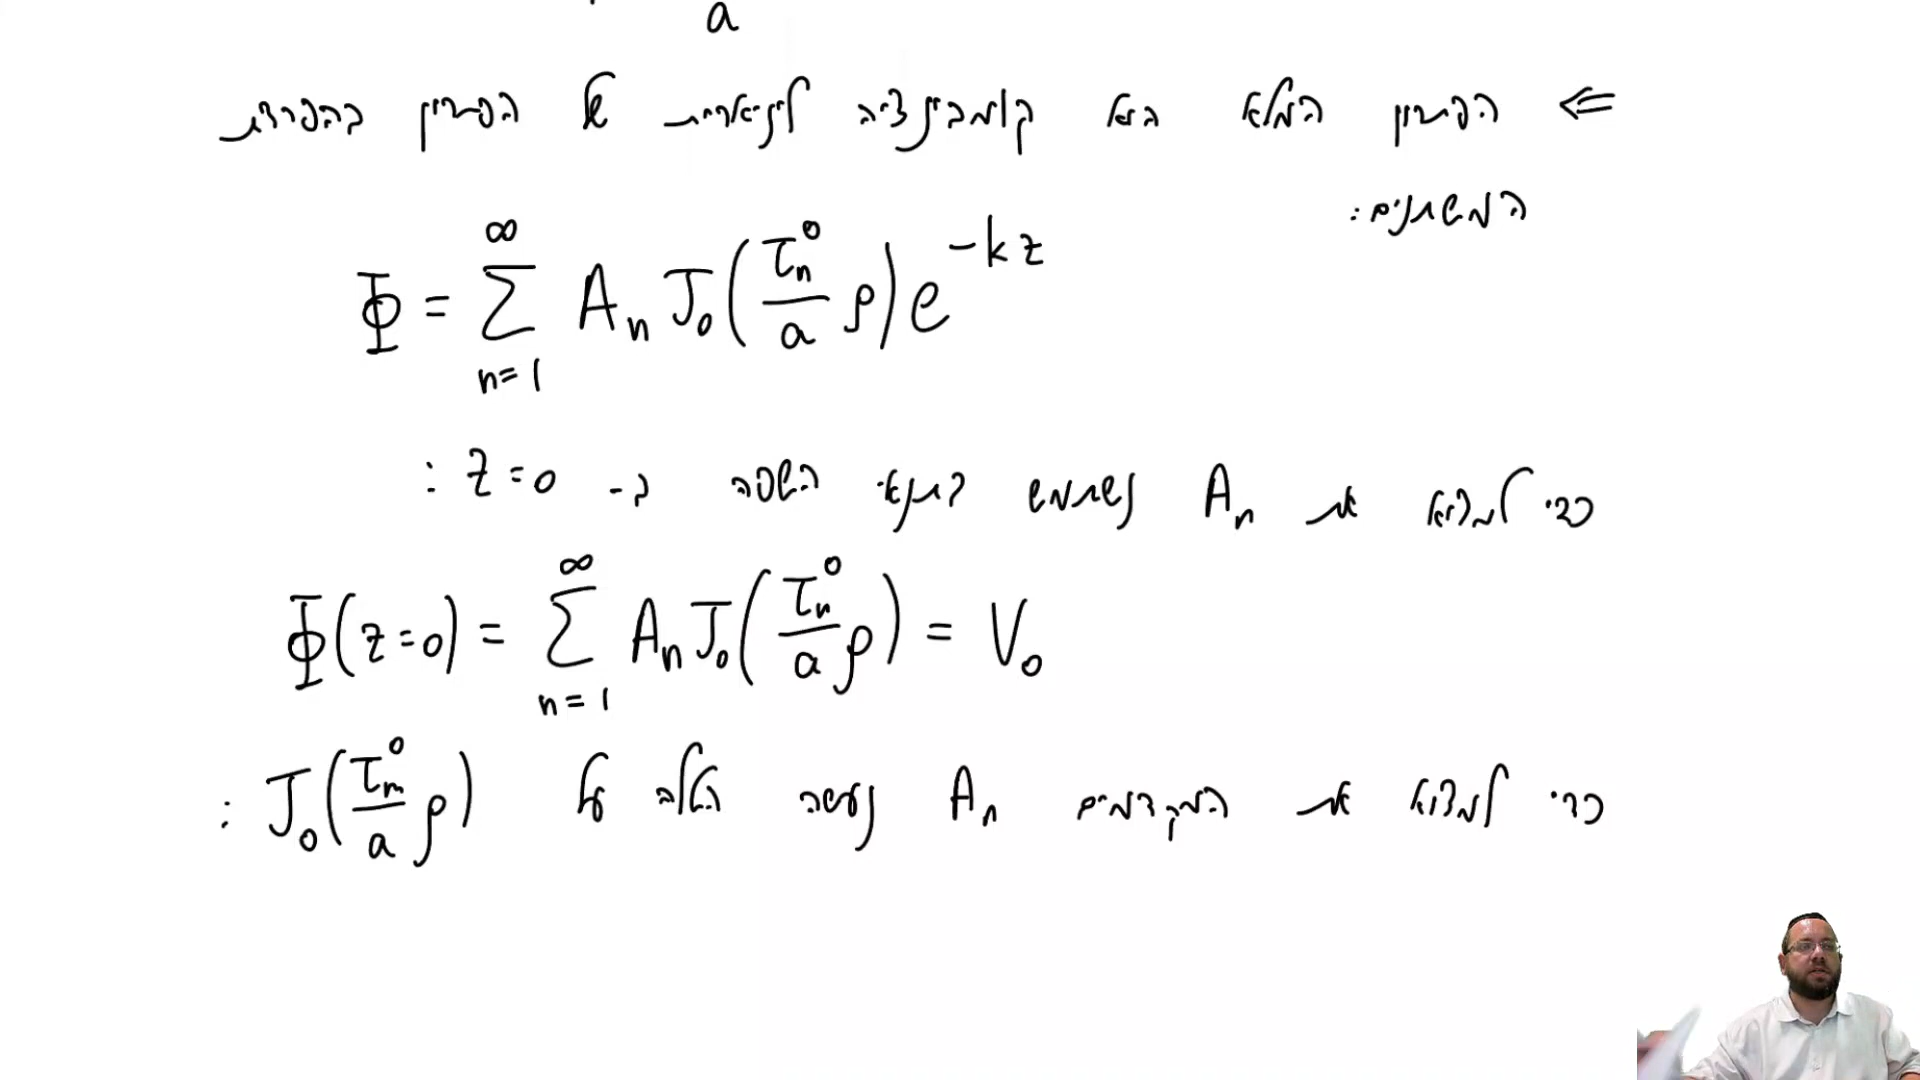 a
⇐ הפתרון המלא הוא קומבינציה לינארית של הפתרון בהפרדת
המשתנים:
Φ = ∑_{n=1}^{∞} A_n J_0(τ_n^0/a ρ) e^{-kz}
כדי למצוא את A_n נשתמש בתנאי השפה ב- z=0 :
Φ(z=0) = ∑_{n=1}^{∞} A_n J_0(τ_n^0/a ρ) = V_0
כדי למצוא את המקדמים A_n נעשה הטלה על J_0(τ_m^0/a ρ) :